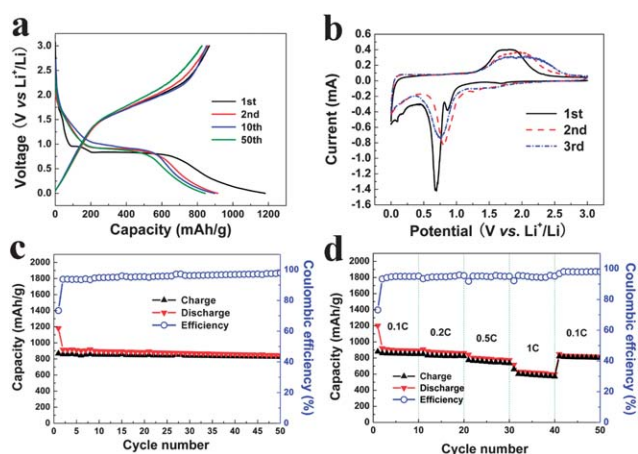 a
Voltage (V vs Li⁺/Li)
3.0
2.5
2.0
1.5
1.0
0.5
0.0
1st
2nd
10th
50th
0 200 400 600 800 1000 1200
Capacity (mAh/g)
b
Current (mA)
0.8
0.6
0.4
0.2
0.0
-0.2
-0.4
-0.6
-0.8
-1.0
-1.2
-1.4
-1.6
1st
2nd
3rd
0.0 0.5 1.0 1.5 2.0 2.5 3.0
Potential (V vs. Li⁺/Li)
c
Capacity (mAh/g)
2000
1800
1600
1400
1200
1000
800
600
400
200
0
Charge
Discharge
Efficiency
100
80
60
40
20
0
Coulombic efficiency (%)
0 5 10 15 20 25 30 35 40 45 50
Cycle number
d
Capacity (mAh/g)
2000
1800
1600
1400
1200
1000
800
600
400
200
0
0.1C
0.2C
0.5C
1C
0.1C
Charge
Discharge
Efficiency
100
80
60
40
20
0
Coulombic efficiency (%)
0 10 20 30 40 50
Cycle number